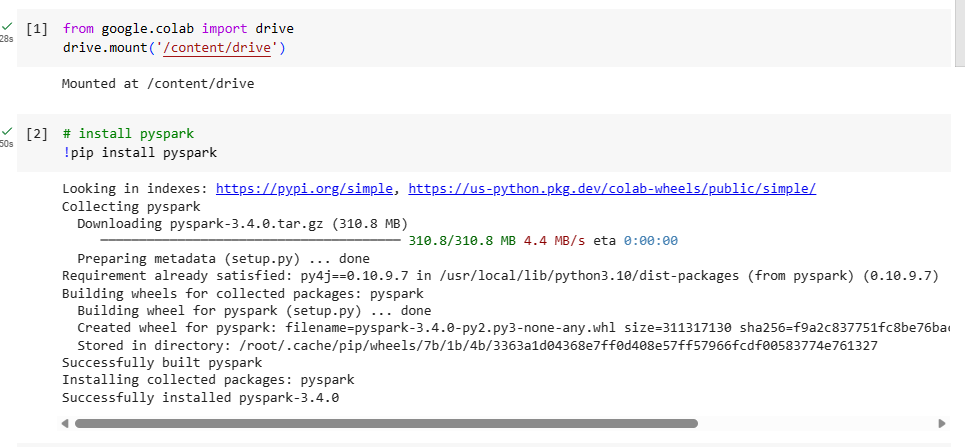 [1] from google.colab import drive
28s drive.mount('/content/drive')
Mounted at /content/drive
[2] # install pyspark
50s !pip install pyspark
Looking in indexes: https://pypi.org/simple, https://us-python.pkg.dev/colab-wheels/public/simple/
Collecting pyspark
Downloading pyspark-3.4.0.tar.gz (310.8 MB)
310.8/310.8 MB 4.4 MB/s eta 0:00:00
Preparing metadata (setup.py) ... done
Requirement already satisfied: py4j==0.10.9.7 in /usr/local/lib/python3.10/dist-packages (from pyspark) (0.10.9.7)
Building wheels for collected packages: pyspark
Building wheel for pyspark (setup.py) ... done
Created wheel for pyspark: filename=pyspark-3.4.0-py2.py3-none-any.whl size=311317130 sha256=f9a2c837751fc8be76bac
Stored in directory: /root/.cache/pip/wheels/7b/1b/4b/3363a1d04368e7ff0d408e57ff57966fcdf00583774e761327
Successfully built pyspark
Installing collected packages: pyspark
Successfully installed pyspark-3.4.0